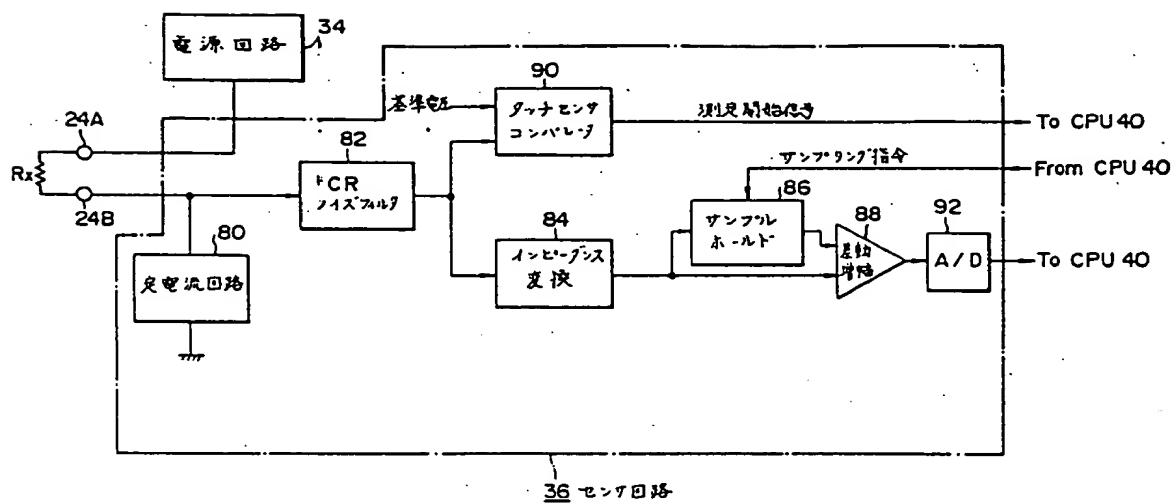 電源回路
34
90
基準電圧
タッチセンサ
コンパレータ
測定開始信号
To CPU 40
24A
Rx
24B
82
CR
ノイズフィルタ
サンプリング指令
From CPU 40
86
サンプル
ホールド
84
インピーダンス
変換
88
差動
増幅
92
A/D
To CPU 40
80
定電流回路
36 センサ回路